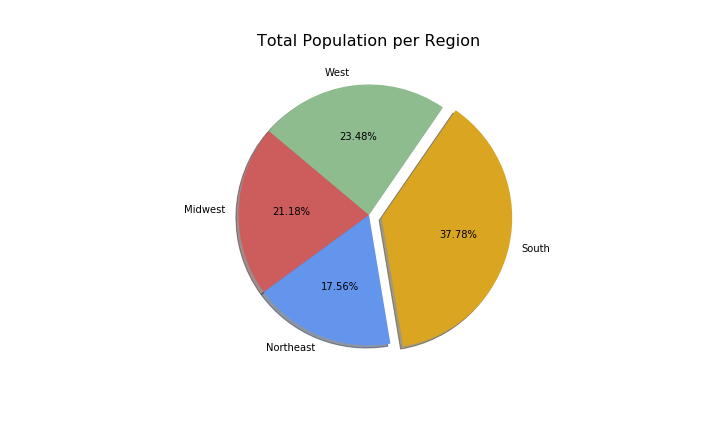 Total Population per Region
West
23.48%
Midwest
21.18%
37.78%
South
17.56%
Northeast